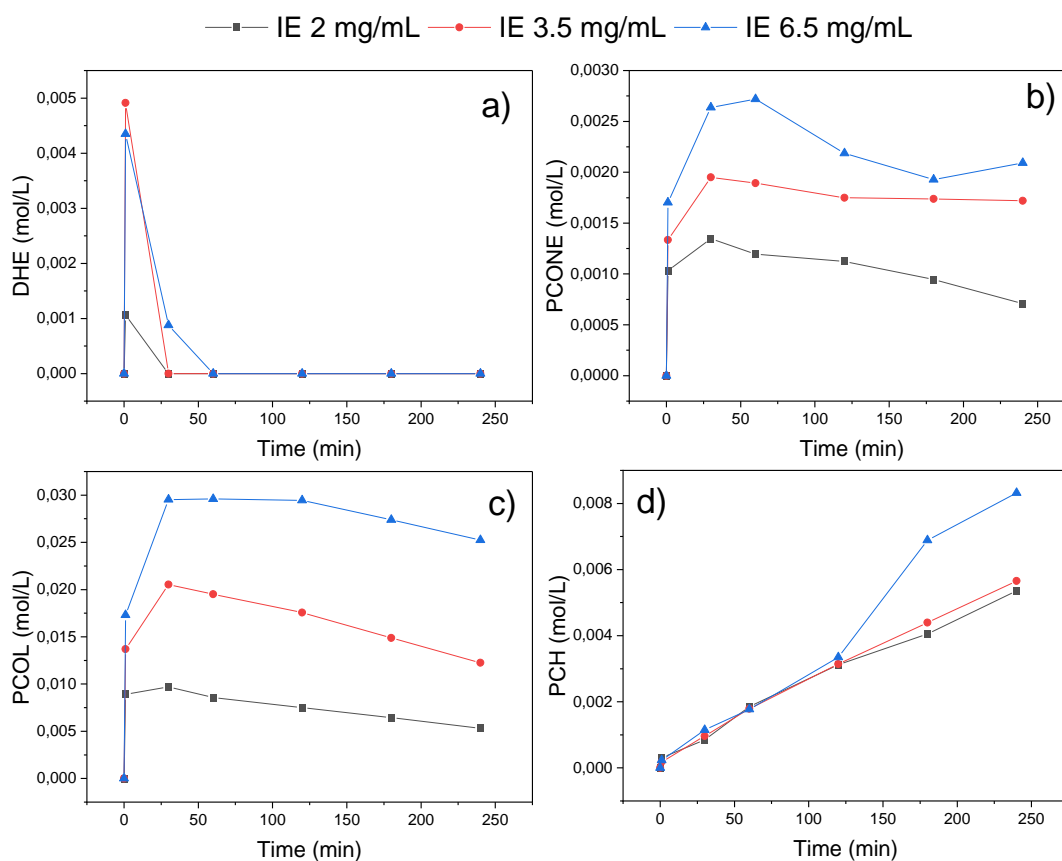 IE 2 mg/mL IE 3.5 mg/mL IE 6.5 mg/mL
a)
0,005
0,004
0,003
0,002
0,001
0,000
DHE (mol/L)
0 50 100 150 200 250
Time (min)
b)
0,0030
0,0025
0,0020
0,0015
0,0010
0,0005
0,0000
PCONE (mol/L)
0 50 100 150 200 250
Time (min)
c)
0,030
0,025
0,020
0,015
0,010
0,005
0,000
PCOL (mol/L)
0 50 100 150 200 250
Time (min)
d)
0,008
0,006
0,004
0,002
0,000
PCH (mol/L)
0 50 100 150 200 250
Time (min)